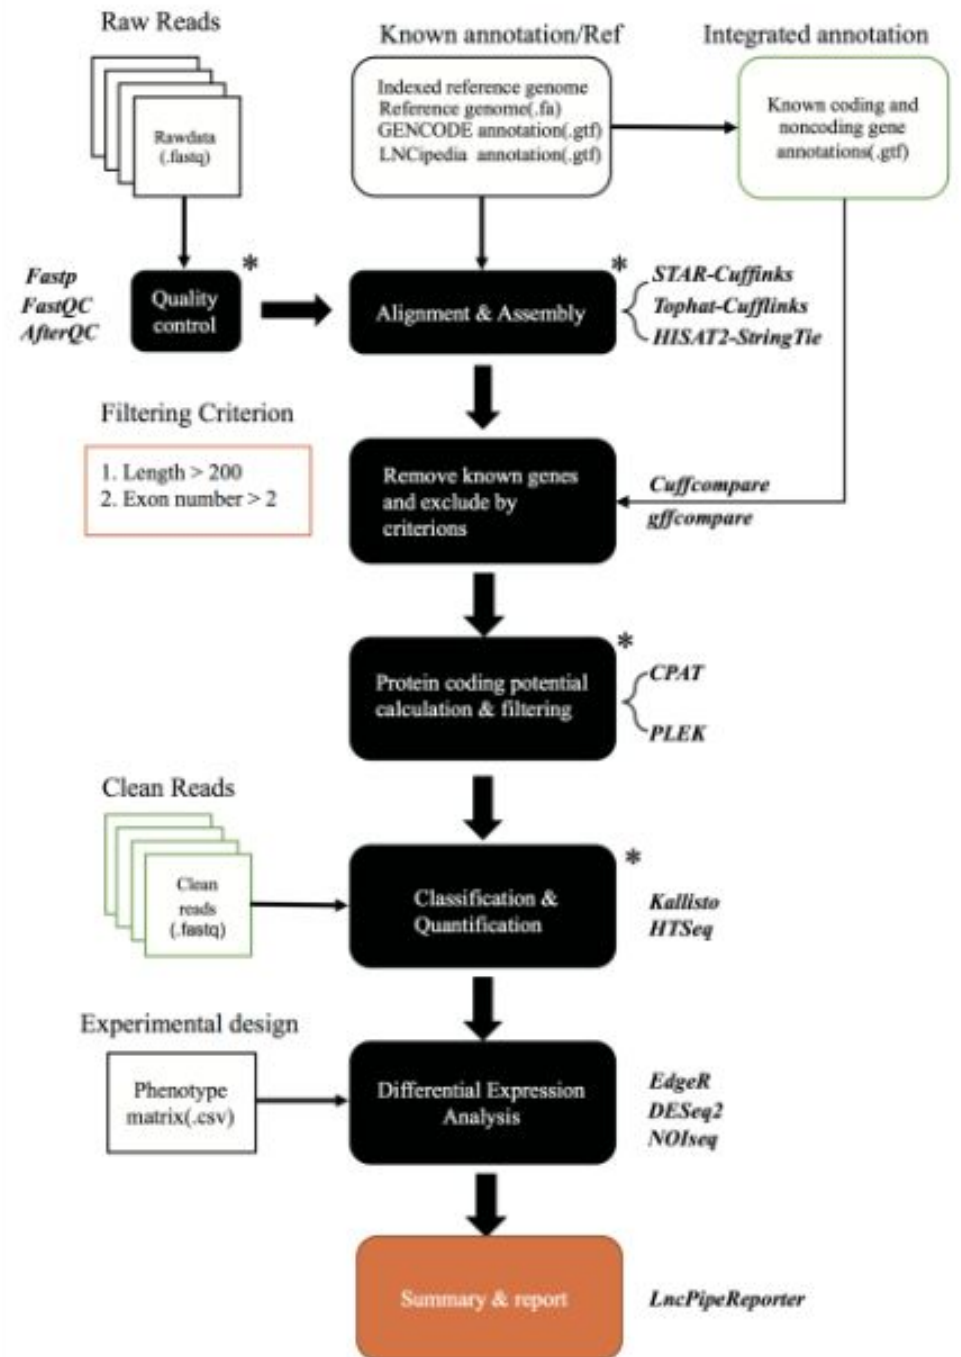 Raw Reads
Known annotation/Ref
Integrated annotation
Rawdata
(.fastq)
Indexed reference genome
Reference genome(.fa)
GENCODE annotation(.gtf)
LNCipedia annotation(.gtf)
Known coding and
noncoding gene
annotations(.gtf)
Fastp
FastQC
AfterQC
Quality
control
*
Alignment & Assembly
*
STAR-Cuffinks
Tophat-Cufflinks
HISAT2-StringTie
Filtering Criterion
1. Length > 200
2. Exon number > 2
Remove known genes
and exclude by
criterions
Cuffcompare
gffcompare
Protein coding potential
calculation & filtering
*
CPAT
PLEK
Clean Reads
Clean
reads
(.fastq)
Classification &
Quantification
*
Kallisto
HTSeq
Experimental design
Phenotype
matrix(.csv)
Differential Expression
Analysis
EdgeR
DESeq2
NOIseq
Summary & report
LncPipeReporter